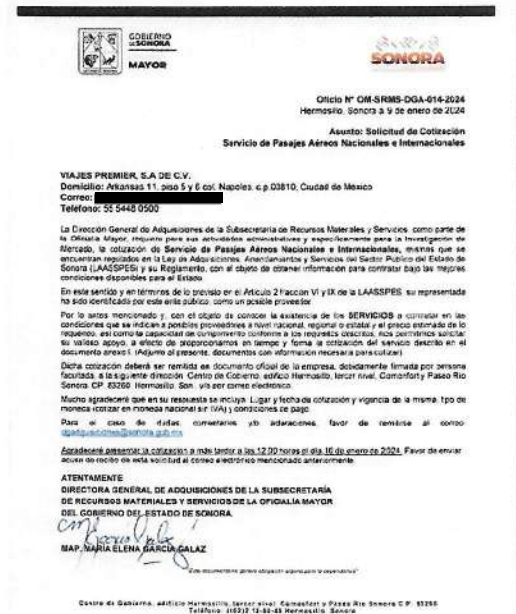 GOBIERNO
DE SONORA
MAYOR
SONORA
Oficio N° OM-SRMS-DGA-014-2024
Hermosillo, Sonora a 9 de enero de 2024
Asunto: Solicitud de Cotización
Servicio de Pasajes Aéreos Nacionales e Internacionales
VIAJES PREMIER, S.A DE C.V.
Domicilio: Arkansas 11, piso 5 y 6 col. Napoles, c.p.03810, Ciudad de México
Correo:
Teléfono: 55 5448 0500
La Dirección General de Adquisiciones de la Subsecretaría de Recursos Materiales y Servicios, como parte de
la Oficialía Mayor, requiere para sus actividades administrativas y específicamente para la Investigación de
Mercado, la cotización de Servicio de Pasajes Aéreos Nacionales e Internacionales, mismos que se
encuentran regulados en la Ley de Adquisiciones, Arrendamientos y Servicios del Sector Público del Estado de
Sonora (LAASSPES) y su Reglamento, con el objeto de obtener información para contratar bajo las mejores
condiciones disponibles para el Estado.
En este sentido y en términos de lo previsto en el Artículo 2 fracción VI y IX de la LAASSPES, su representada
ha sido identificada por este ente público, como un posible proveedor.
Por lo antes mencionado y, con el objeto de conocer la existencia de los SERVICIOS a contratar en las
condiciones que se indican a posibles proveedores a nivel nacional, regional o estatal y el precio estimado de lo
requerido, así como la capacidad de cumplimiento conforme a los requisitos descritos, nos permitimos solicitar
su valioso apoyo, a efecto de proporcionarnos en tiempo y forma la cotización del servicio descrito en el
documento anexo 1. (Adjunto al presente, documentos con información necesaria para cotizar)
Dicha cotización deberá ser remitida en documento oficial de la empresa, debidamente firmada por persona
facultada, a la siguiente dirección: Centro de Gobierno, edificio Hermosillo, tercer nivel, Comonfort y Paseo Río
Sonora CP. 83260 Hermosillo, Son. y/o por correo electrónico.
Mucho agradeceré que en su respuesta se incluya: Lugar y fecha de cotización y vigencia de la misma, tipo de
moneda (cotizar en moneda nacional sin IVA) y condiciones de pago.
Para el caso de dudas, comentarios y/o aclaraciones, favor de remitirse al correo
dgadquisiciones@sonora.gob.mx
Agradeceré presentar la cotización a más tardar a las 12:00 horas el día 16 de enero de 2024. Favor de enviar
acuse de recibo de esta solicitud al correo electrónico mencionado anteriormente.
ATENTAMENTE
DIRECTORA GENERAL DE ADQUISICIONES DE LA SUBSECRETARÍA
DE RECURSOS MATERIALES Y SERVICIOS DE LA OFICIALÍA MAYOR
DEL GOBIERNO DEL ESTADO DE SONORA.
MAP. MARÍA ELENA GARCÍA GALAZ
"Este documento no genera obligación alguna para la dependencia"
Centro de Gobierno, edificio Hermosillo, tercer nivel, Comonfort y Paseo Río Sonora C.P. 83260
Hermosillo, Sonora